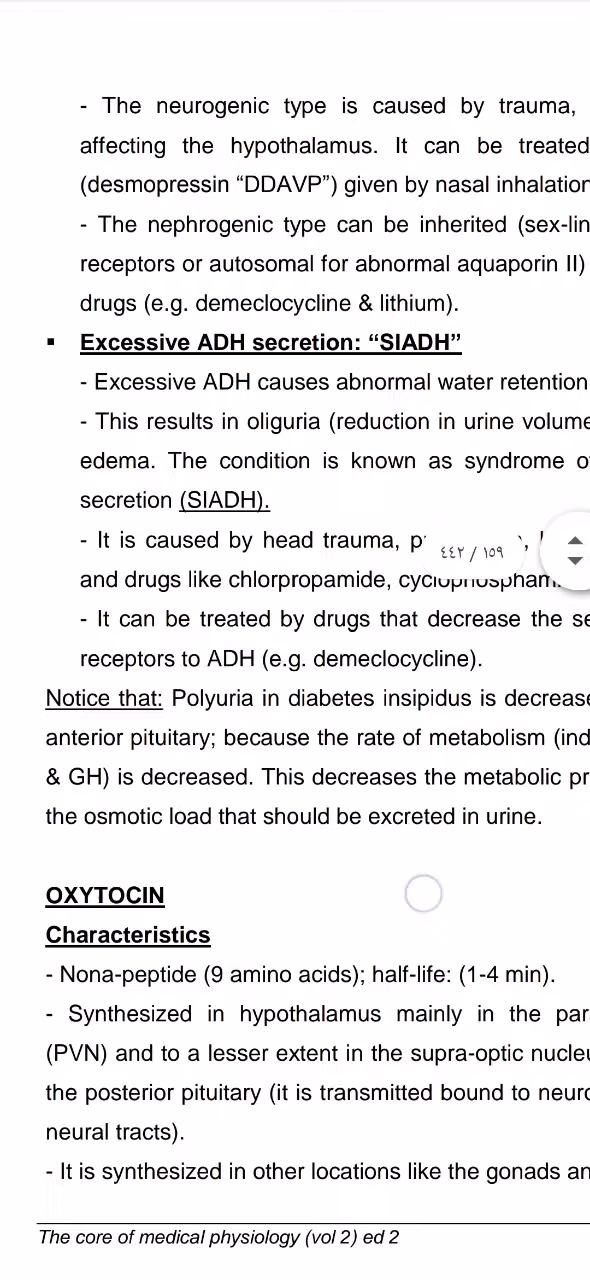 - The neurogenic type is caused by trauma,
affecting the hypothalamus. It can be treated
(desmopressin “DDAVP”) given by nasal inhalation
- The nephrogenic type can be inherited (sex-lin
receptors or autosomal for abnormal aquaporin II)
drugs (e.g. demeclocycline & lithium).
▪ Excessive ADH secretion: “SIADH”
- Excessive ADH causes abnormal water retention
- This results in oliguria (reduction in urine volume
edema. The condition is known as syndrome of
secretion (SIADH).
- It is caused by head trauma,
٤٤٢ / ١٥٩
and drugs like chlorpropamide, cyclophospham
- It can be treated by drugs that decrease the se
receptors to ADH (e.g. demeclocycline).
Notice that: Polyuria in diabetes insipidus is decrease
anterior pituitary; because the rate of metabolism (ind
& GH) is decreased. This decreases the metabolic pr
the osmotic load that should be excreted in urine.
OXYTOCIN
Characteristics
- Nona-peptide (9 amino acids); half-life: (1-4 min).
- Synthesized in hypothalamus mainly in the par
(PVN) and to a lesser extent in the supra-optic nucleu
the posterior pituitary (it is transmitted bound to neuro
neural tracts).
- It is synthesized in other locations like the gonads an
The core of medical physiology (vol 2) ed 2